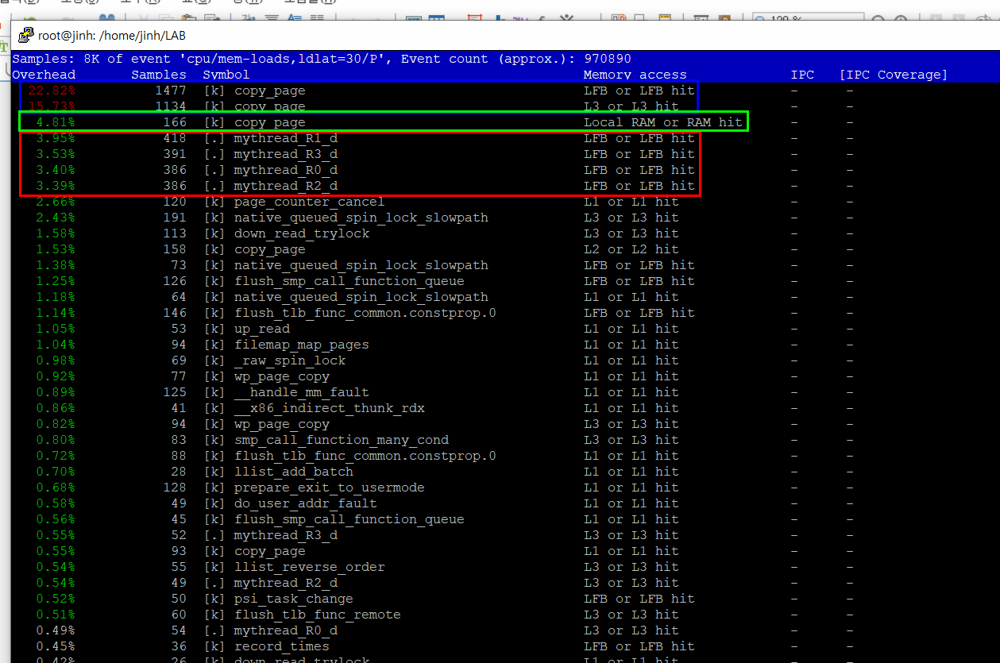 129 %
root@jinh: /home/jinh/LAB
Samples: 8K of event 'cpu/mem-loads,ldlat=30/P', Event count (approx.): 970890
Overhead Samples Symbol Memory access IPC [IPC Coverage]
22.82% 1477 [k] copy_page LFB or LFB hit - -
15.73% 1134 [k] copy_page L3 or L3 hit - -
4.81% 166 [k] copy_page Local RAM or RAM hit - -
3.95% 418 [.] mythread_R1_d LFB or LFB hit - -
3.53% 391 [.] mythread_R3_d LFB or LFB hit - -
3.40% 386 [.] mythread_R0_d LFB or LFB hit - -
3.39% 386 [.] mythread_R2_d LFB or LFB hit - -
2.66% 120 [k] page_counter_cancel L1 or L1 hit - -
2.43% 191 [k] native_queued_spin_lock_slowpath L3 or L3 hit - -
1.58% 113 [k] down_read_trylock L3 or L3 hit - -
1.53% 158 [k] copy_page L2 or L2 hit - -
1.38% 73 [k] native_queued_spin_lock_slowpath LFB or LFB hit - -
1.25% 126 [k] flush_smp_call_function_queue LFB or LFB hit - -
1.18% 64 [k] native_queued_spin_lock_slowpath L1 or L1 hit - -
1.14% 146 [k] flush_tlb_func_common.constprop.0 LFB or LFB hit - -
1.05% 53 [k] up_read L1 or L1 hit - -
1.04% 94 [k] filemap_map_pages L1 or L1 hit - -
0.98% 69 [k] _raw_spin_lock L1 or L1 hit - -
0.92% 77 [k] wp_page_copy L1 or L1 hit - -
0.89% 125 [k] __handle_mm_fault L1 or L1 hit - -
0.86% 41 [k] __x86_indirect_thunk_rdx L1 or L1 hit - -
0.82% 94 [k] wp_page_copy L3 or L3 hit - -
0.80% 83 [k] smp_call_function_many_cond L3 or L3 hit - -
0.72% 88 [k] flush_tlb_func_common.constprop.0 L1 or L1 hit - -
0.70% 28 [k] llist_add_batch L1 or L1 hit - -
0.68% 128 [k] prepare_exit_to_usermode L1 or L1 hit - -
0.58% 49 [k] do_user_addr_fault L1 or L1 hit - -
0.56% 45 [k] flush_smp_call_function_queue L1 or L1 hit - -
0.55% 52 [.] mythread_R3_d L3 or L3 hit - -
0.55% 93 [k] copy_page L1 or L1 hit - -
0.54% 55 [k] llist_reverse_order L3 or L3 hit - -
0.54% 49 [.] mythread_R2_d L3 or L3 hit - -
0.52% 50 [k] psi_task_change LFB or LFB hit - -
0.51% 60 [k] flush_tlb_func_remote L3 or L3 hit - -
0.49% 54 [.] mythread_R0_d L3 or L3 hit - -
0.45% 36 [k] record_times LFB or LFB hit - -
0.42% 26 [k] down_read_trylock L1 or L1 hit - -